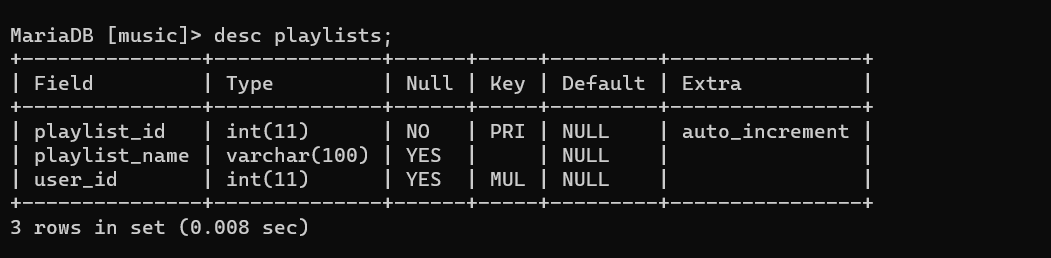 MariaDB [music]> desc playlists;
+---------------+--------------+------+-----+---------+----------------+
| Field         | Type         | Null | Key | Default | Extra          |
+---------------+--------------+------+-----+---------+----------------+
| playlist_id   | int(11)      | NO   | PRI | NULL    | auto_increment |
| playlist_name | varchar(100) | YES  |     | NULL    |                |
| user_id       | int(11)      | YES  | MUL | NULL    |                |
+---------------+--------------+------+-----+---------+----------------+
3 rows in set (0.008 sec)